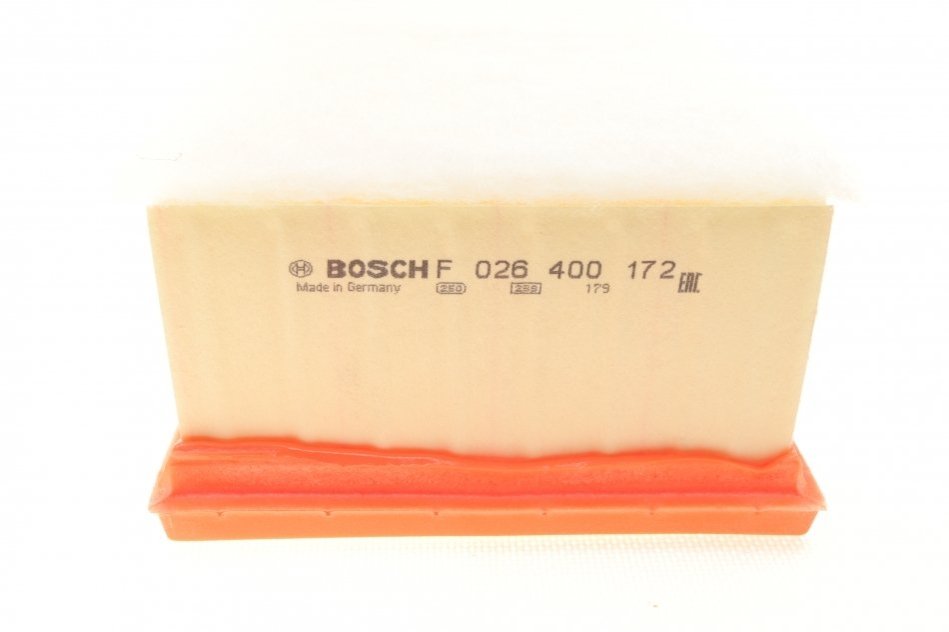 BOSCH F 026 400 172 EAC
Made in Germany 250 258 179